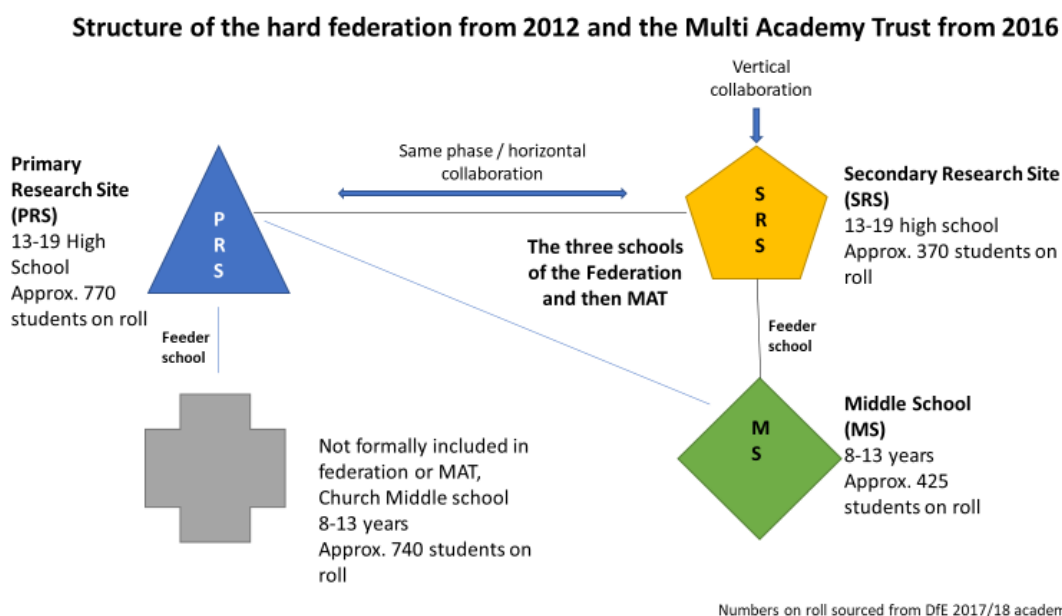 Structure of the hard federation from 2012 and the Multi Academy Trust from 2016
Vertical
collaboration
Same phase / horizontal
collaboration
Primary
Research Site
(PRS)
13-19 High
School
Approx. 770
students on roll
P
R
S
S
R
S
Secondary Research Site
(SRS)
13-19 high school
Approx. 370 students on
roll
The three schools
of the Federation
and then MAT
Feeder
school
Feeder
school
Not formally included in
federation or MAT,
Church Middle school
8-13 years
Approx. 740 students on
roll
M
S
Middle School
(MS)
8-13 years
Approx. 425
students on roll
Numbers on roll sourced from DfE 2017/18 academ